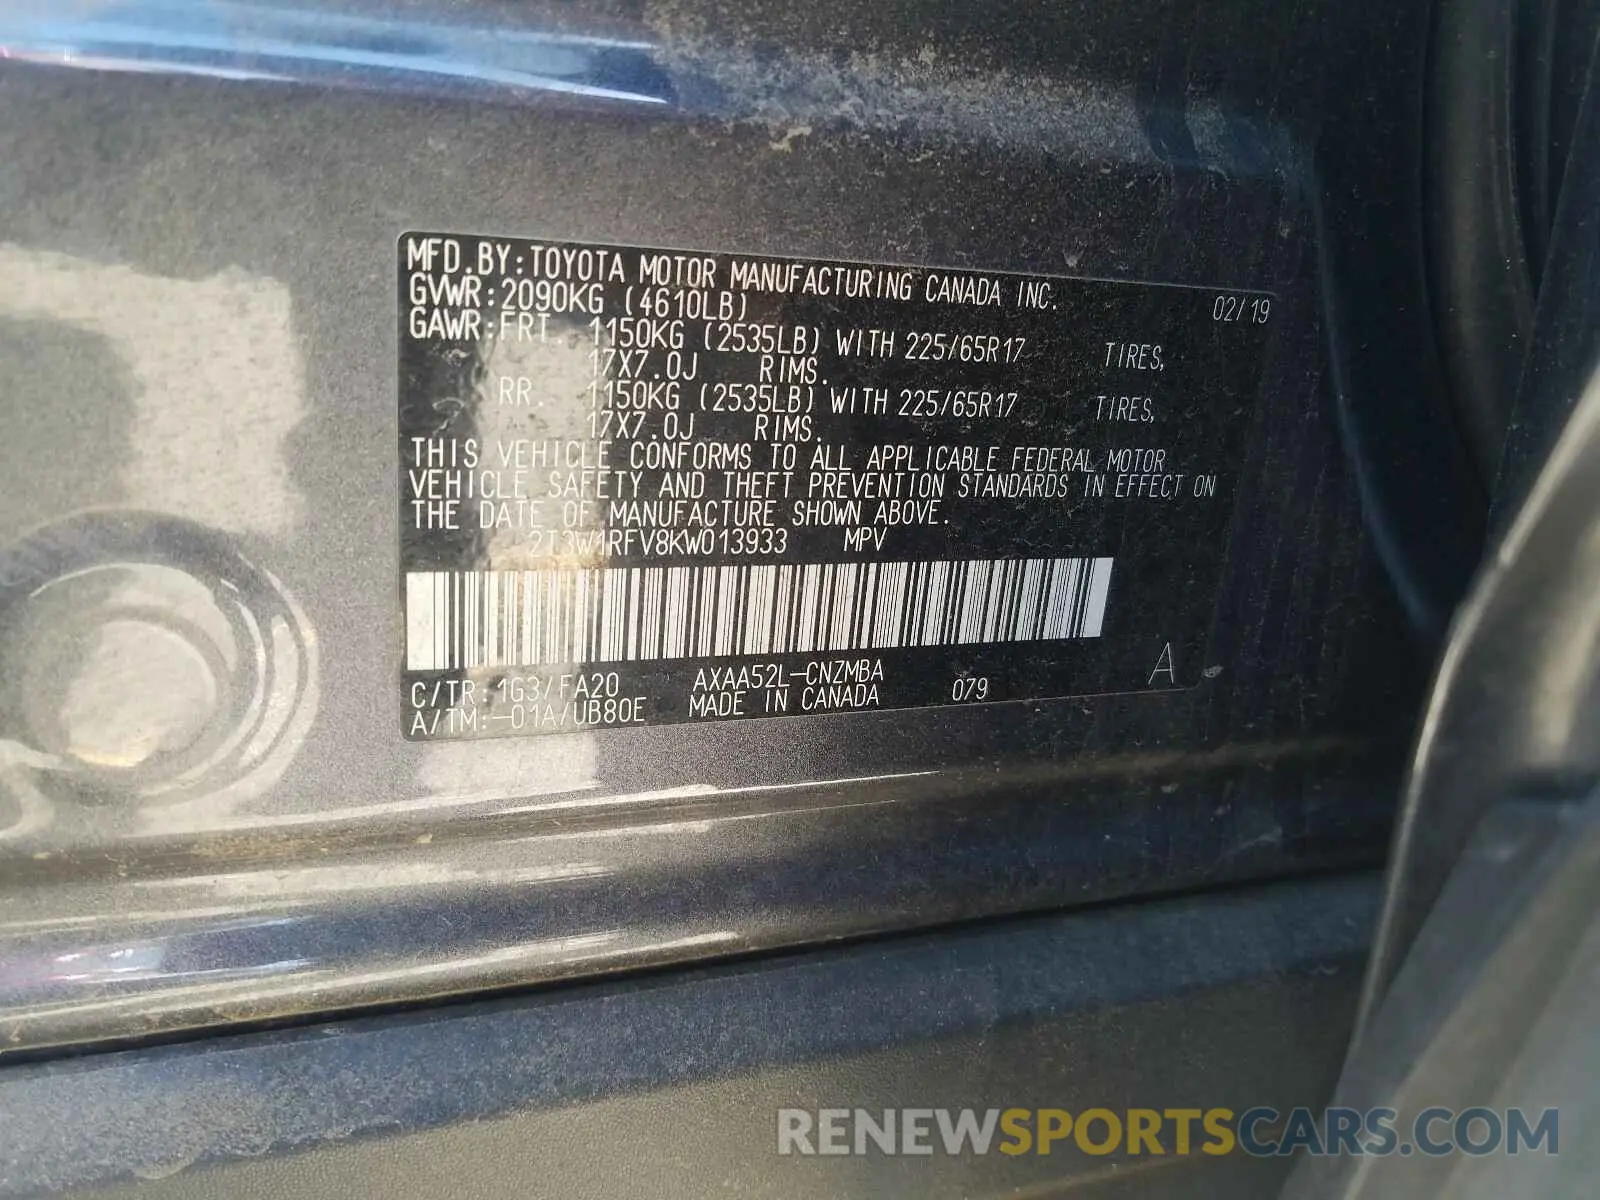 MFD.BY:TOYOTA MOTOR MANUFACTURING CANADA INC. 02/19
GVWR:2090KG (4610LB)
GAWR:FRT. 1150KG (2535LB) WITH 225/65R17 TIRES,
17X7.0J RIMS.
RR. 1150KG (2535LB) WITH 225/65R17 TIRES,
17X7.0J RIMS.
THIS VEHICLE CONFORMS TO ALL APPLICABLE FEDERAL MOTOR
VEHICLE SAFETY AND THEFT PREVENTION STANDARDS IN EFFECT ON
THE DATE OF MANUFACTURE SHOWN ABOVE.
2T3W1RFV8KW013933 MPV
C/TR:1G3/FA20 AXAA52L-CNZMBA A
A/TM:-01A/UB80E MADE IN CANADA 079
RENEWSPORTSCARS.COM